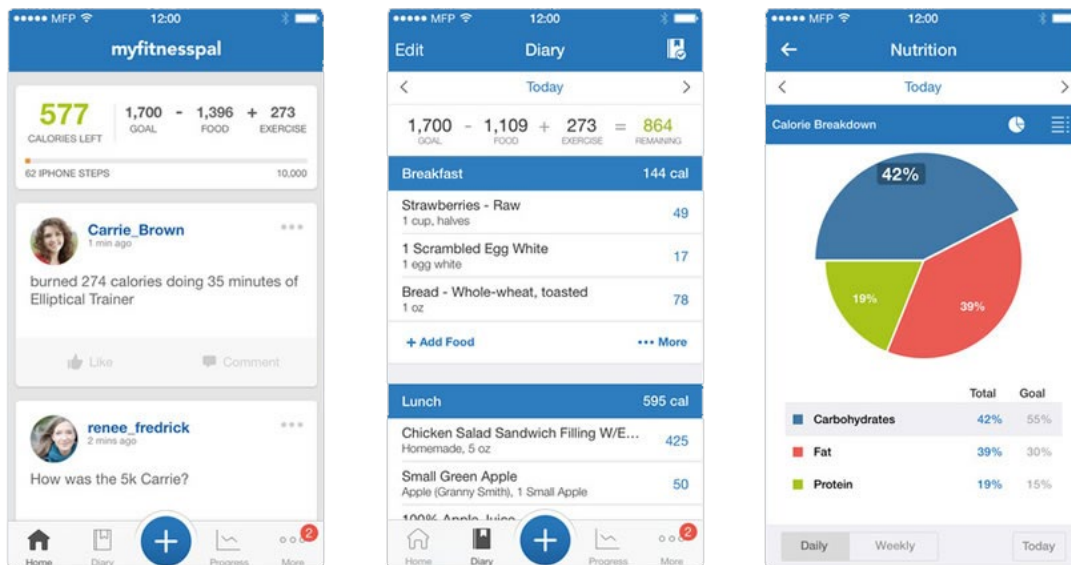 MFP 12:00
myfitnesspal
577 1,700 - 1,396 + 273
CALORIES LEFT GOAL FOOD EXERCISE
62 IPHONE STEPS 10,000
Carrie_Brown
1 min ago
burned 274 calories doing 35 minutes of
Elliptical Trainer
Like Comment
renee_fredrick
2 mins ago
How was the 5k Carrie?
2
Home Diary + Progress More
MFP 12:00
Edit Diary
< Today >
1,700 - 1,109 + 273 = 864
GOAL FOOD EXERCISE REMAINING
Breakfast 144 cal
Strawberries - Raw 49
1 cup, halves
1 Scrambled Egg White 17
1 egg white
Bread - Whole-wheat, toasted 78
1 oz
+ Add Food ••• More
Lunch 595 cal
Chicken Salad Sandwich Filling W/E... 425
Homemade, 5 oz
Small Green Apple 50
Apple (Granny Smith), 1 Small Apple
100% Apple Juice
2
Home Diary + Progress More
MFP 12:00
Nutrition
< Today >
Calorie Breakdown
42%
19%
39%
Total Goal
Carbohydrates 42% 55%
Fat 39% 30%
Protein 19% 15%
Daily Weekly Today